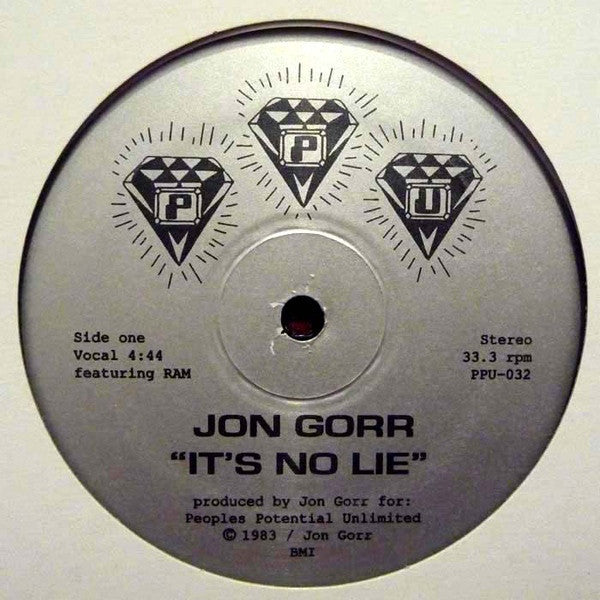 P P U
Side one
Vocal 4:44
featuring RAM
Stereo
33.3 rpm
PPU-032
JON GORR
"IT'S NO LIE"
produced by Jon Gorr for:
Peoples Potential Unlimited
© 1983 / Jon Gorr
BMI